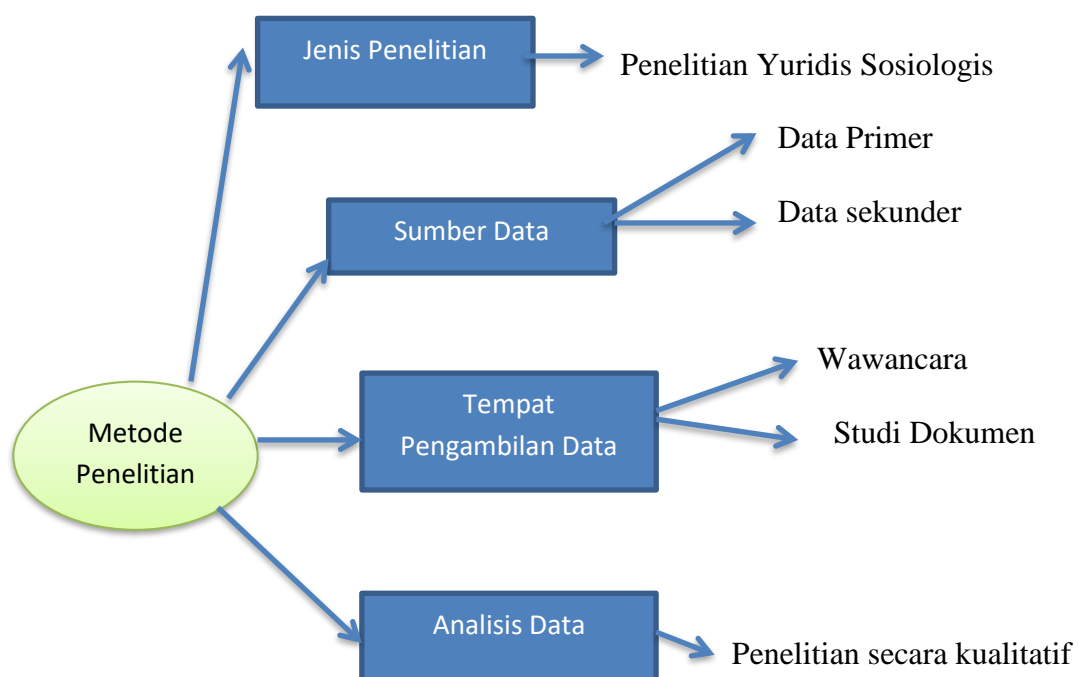 Jenis Penelitian
Penelitian Yuridis Sosiologis
Data Primer
Sumber Data
Data sekunder
Wawancara
Tempat
Pengambilan Data
Studi Dokumen
Metode
Penelitian
Analisis Data
Penelitian secara kualitatif